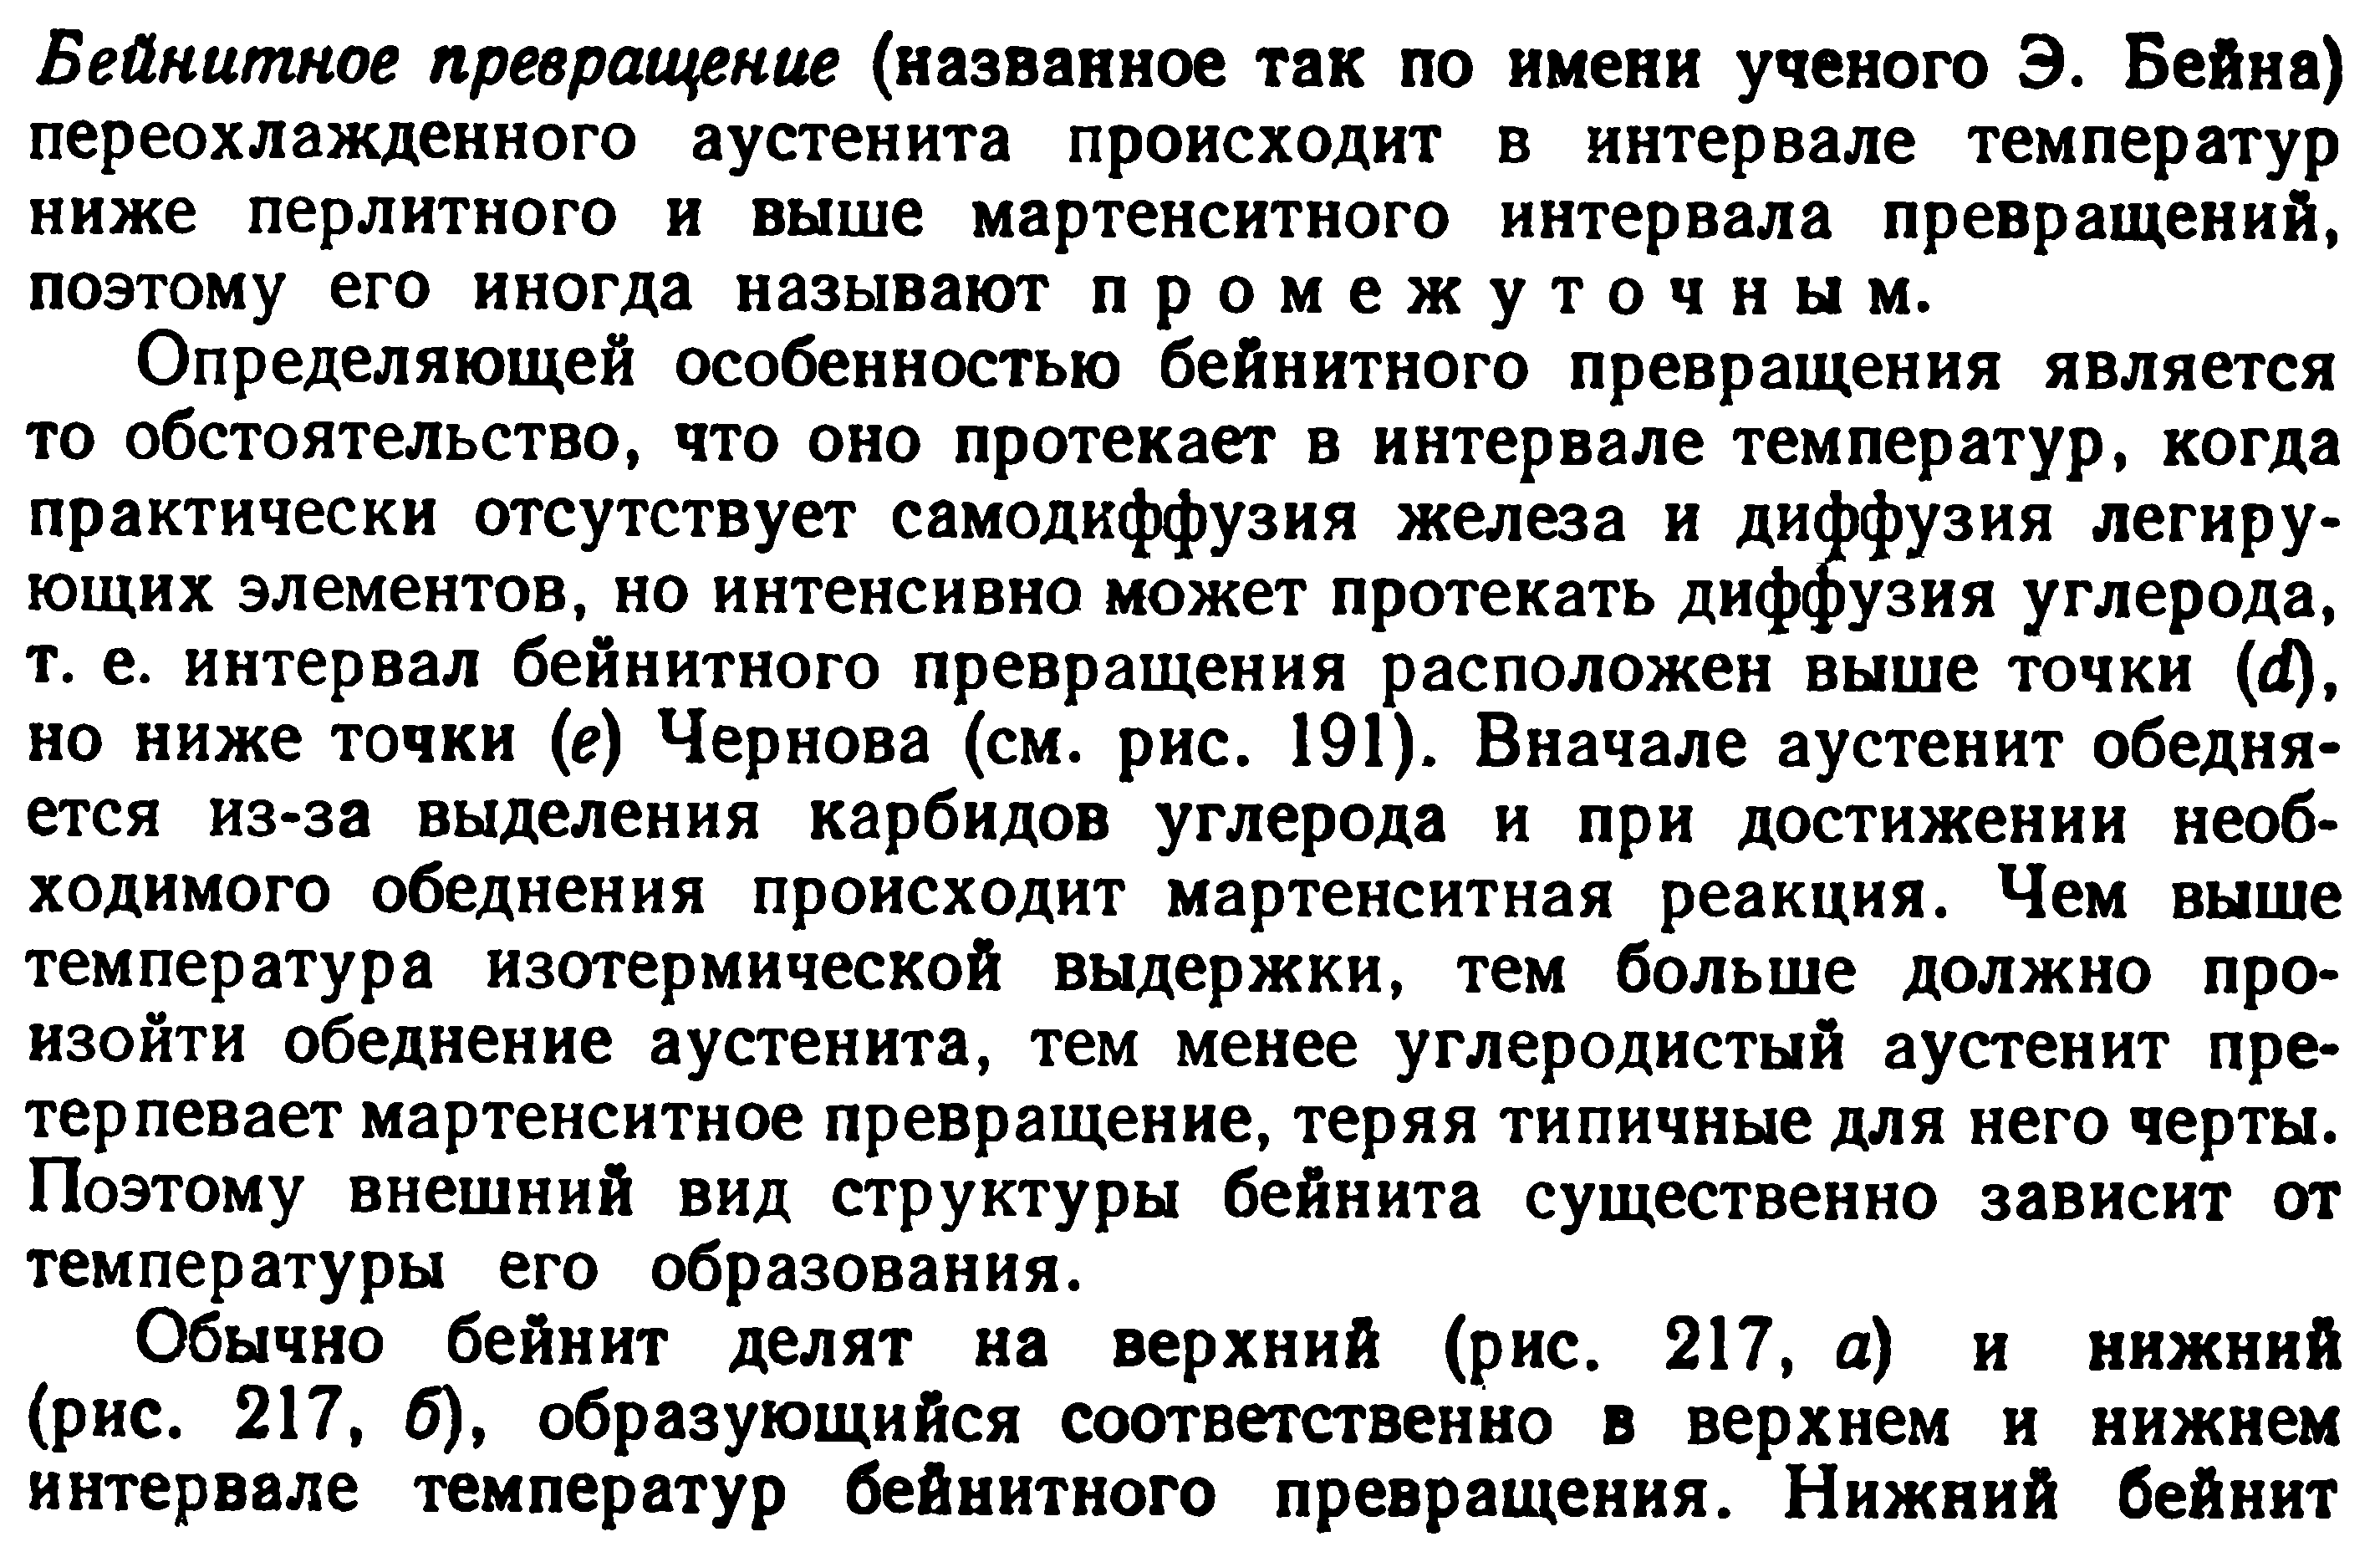 Бейнитное превращение (названное так по имени ученого Э. Бейна)
переохлажденного аустенита происходит в интервале температур
ниже перлитного и выше мартенситного интервала превращений,
поэтому его иногда называют п р о м е ж у т о ч н ы м.
Определяющей особенностью бейнитного превращения является
то обстоятельство, что оно протекает в интервале температур, когда
практически отсутствует самодиффузия железа и диффузия легиру-
ющих элементов, но интенсивно может протекать диффузия углерода,
т. е. интервал бейнитного превращения расположен выше точки (d),
но ниже точки (e) Чернова (см. рис. 191). Вначале аустенит обедня-
ется из-за выделения карбидов углерода и при достижении необ-
ходимого обеднения происходит мартенситная реакция. Чем выше
температура изотермической выдержки, тем больше должно про-
изойти обеднение аустенита, тем менее углеродистый аустенит пре-
терпевает мартенситное превращение, теряя типичные для него черты.
Поэтому внешний вид структуры бейнита существенно зависит от
температуры его образования.
Обычно бейнит делят на верхний (рис. 217, а) и нижний
(рис. 217, б), образующийся соответственно в верхнем и нижнем
интервале температур бейнитного превращения. Нижний бейнит